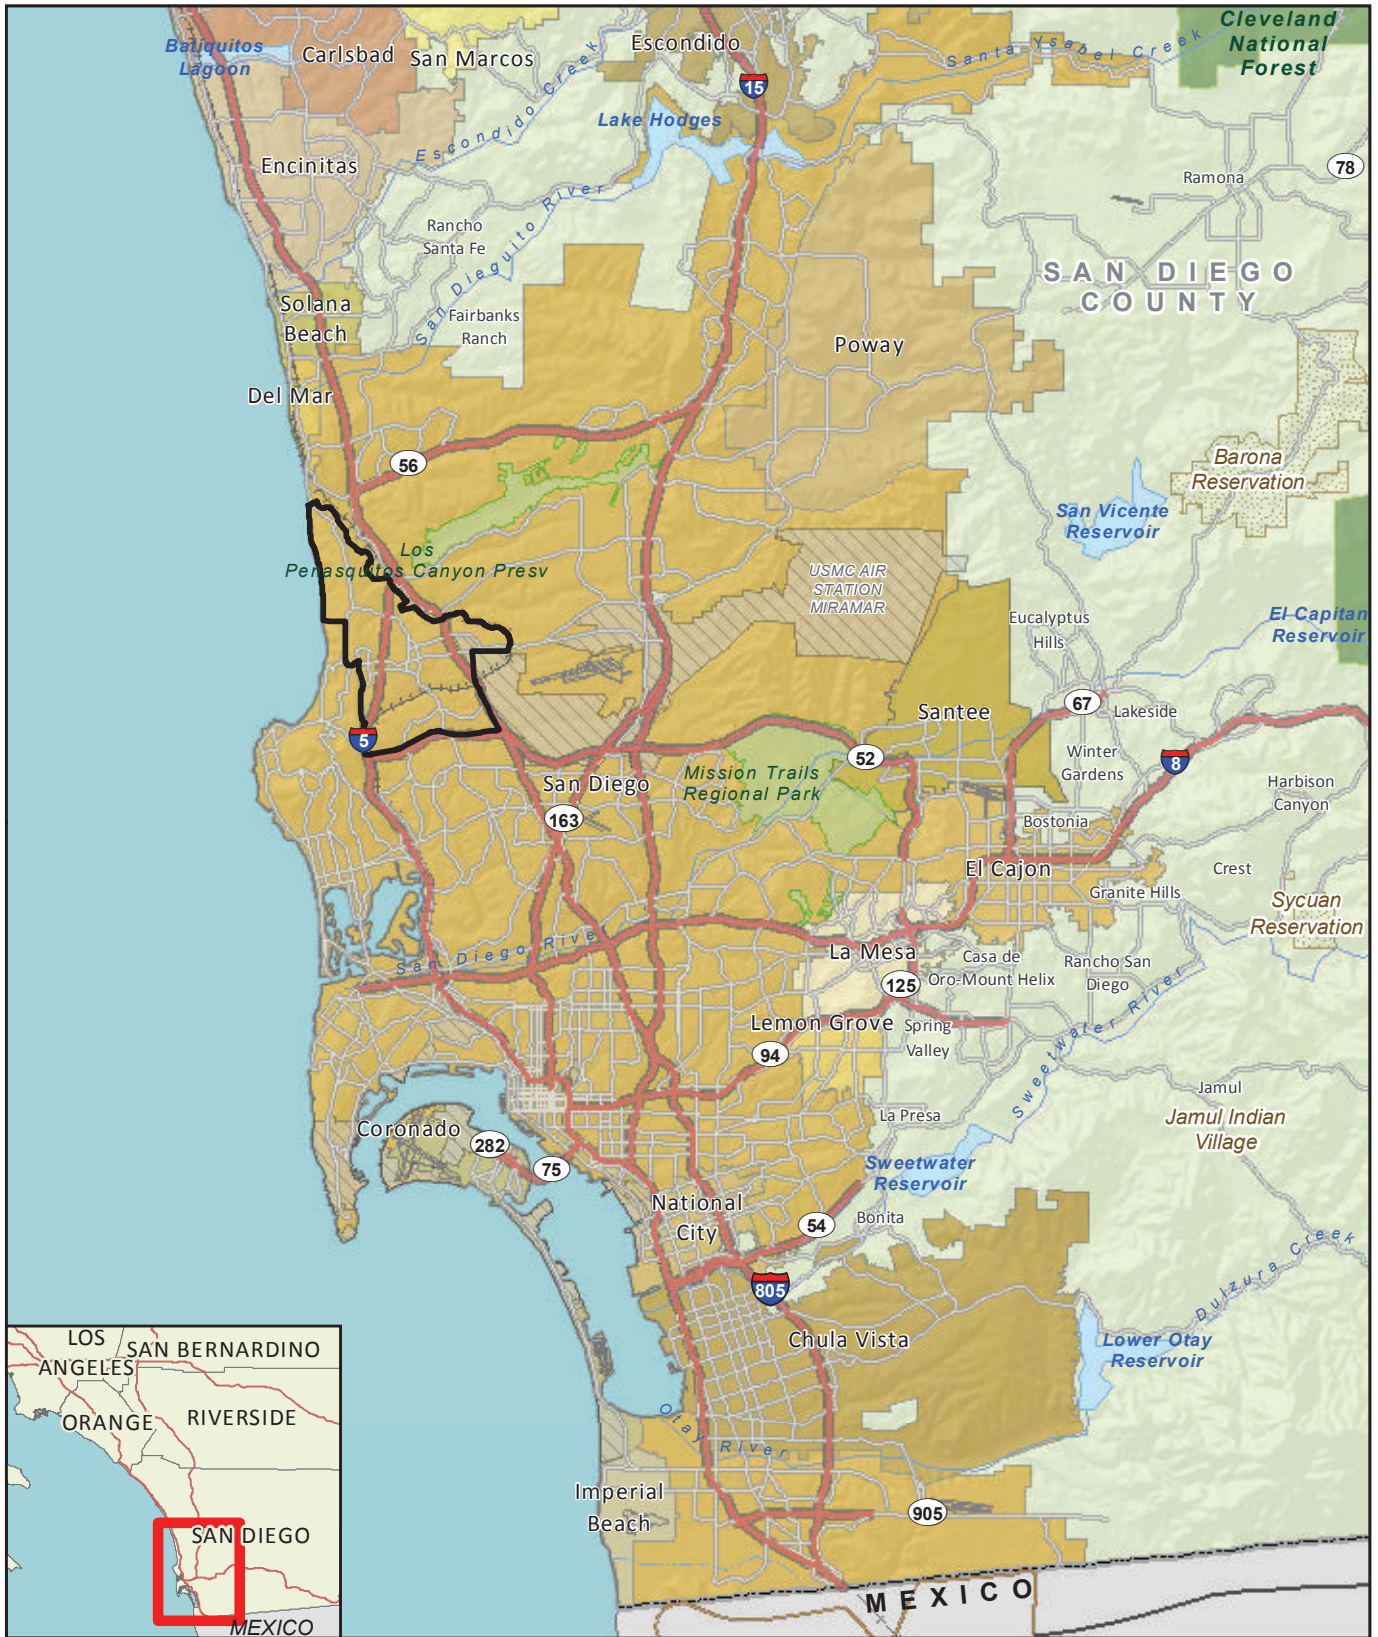 Cleveland
National
Forest
Batiquitos
Lagoon
Carlsbad
San Marcos
Escondido
Santa Ysabel Creek
15
Escondido Creek
Lake Hodges
Encinitas
78
Ramona
San Dieguito River
Rancho
Santa Fe
SAN DIEGO
COUNTY
Solana
Beach
Fairbanks
Ranch
Poway
Del Mar
56
Barona
Reservation
San Vicente
Reservoir
Los
Penasquitos Canyon Presv
USMC AIR
STATION
MIRAMAR
Eucalyptus
Hills
El Capitan
Reservoir
67
Lakeside
Santee
5
52
Winter
Gardens
8
Mission Trails
Regional Park
San Diego
Harbison
Canyon
163
Bostonia
El Cajon
Crest
Granite Hills
Sycuan
Reservation
San Diego River
La Mesa
Casa de
Oro-Mount Helix
Rancho San
Diego
125
Lemon Grove
Spring
Valley
94
Sweetwater River
Jamul
La Presa
Jamul Indian
Village
Coronado
282
75
Sweetwater
Reservoir
National
City
54
Bonita
Dulzura Creek
805
Chula Vista
Lower Otay
Reservoir
Otay River
Imperial
Beach
905
MEXICO
LOS
ANGELES
SAN BERNARDINO
ORANGE
RIVERSIDE
SAN DIEGO
MEXICO